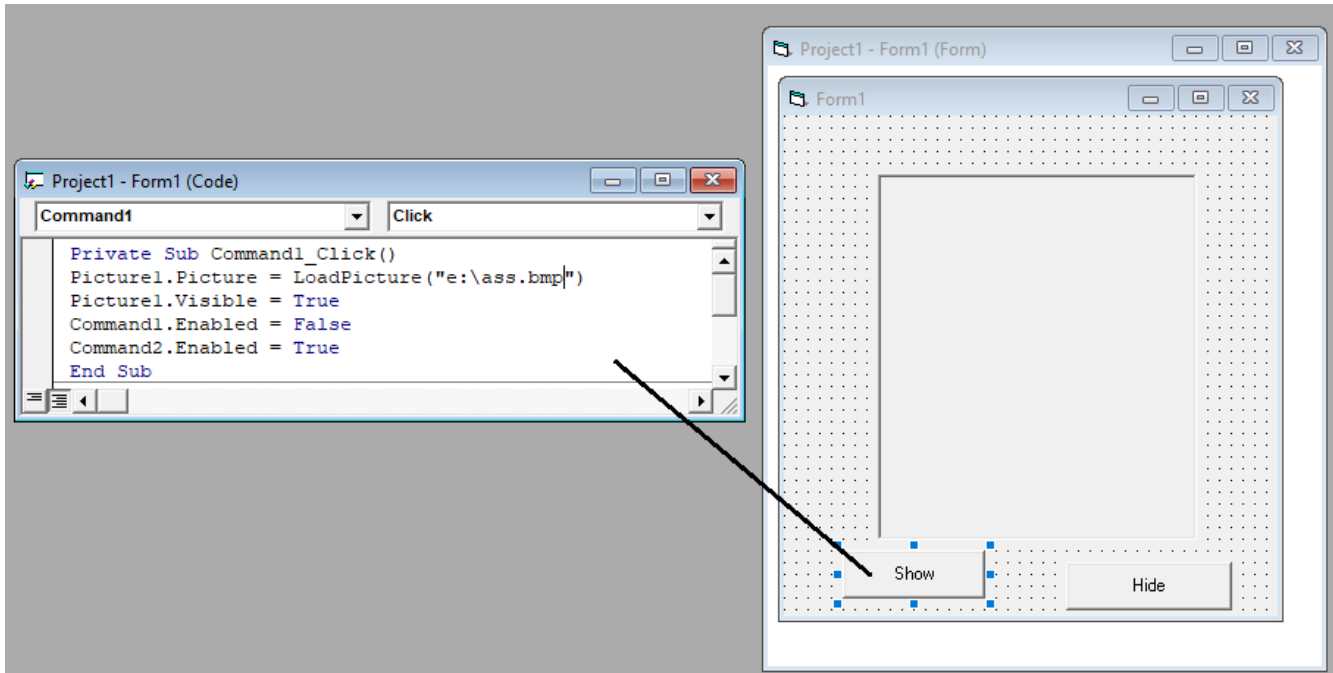 Project1 - Form1 (Form)
Form1
Project1 - Form1 (Code)
Command1 Click
Private Sub Command1_Click()
Picture1.Picture = LoadPicture("e:\ass.bmp")
Picture1.Visible = True
Command1.Enabled = False
Command2.Enabled = True
End Sub
Show
Hide